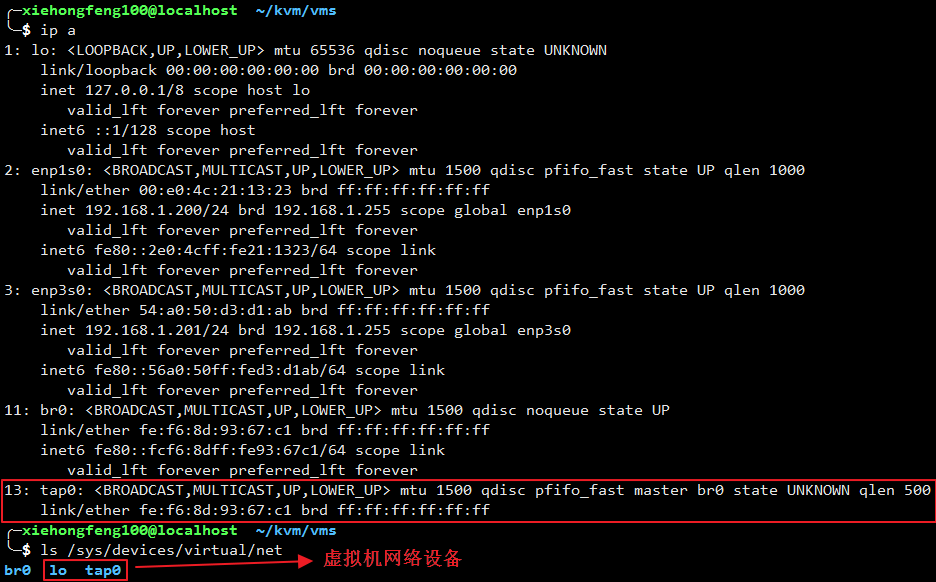 ╭─xiehongfeng100@localhost ~/kvm/vms
╰─$ ip a
1: lo: <LOOPBACK,UP,LOWER_UP> mtu 65536 qdisc noqueue state UNKNOWN
    link/loopback 00:00:00:00:00:00 brd 00:00:00:00:00:00
    inet 127.0.0.1/8 scope host lo
       valid_lft forever preferred_lft forever
    inet6 ::1/128 scope host
       valid_lft forever preferred_lft forever
2: enp1s0: <BROADCAST,MULTICAST,UP,LOWER_UP> mtu 1500 qdisc pfifo_fast state UP qlen 1000
    link/ether 00:e0:4c:21:13:23 brd ff:ff:ff:ff:ff:ff
    inet 192.168.1.200/24 brd 192.168.1.255 scope global enp1s0
       valid_lft forever preferred_lft forever
    inet6 fe80::2e0:4cff:fe21:1323/64 scope link
       valid_lft forever preferred_lft forever
3: enp3s0: <BROADCAST,MULTICAST,UP,LOWER_UP> mtu 1500 qdisc pfifo_fast state UP qlen 1000
    link/ether 54:a0:50:d3:d1:ab brd ff:ff:ff:ff:ff:ff
    inet 192.168.1.201/24 brd 192.168.1.255 scope global enp3s0
       valid_lft forever preferred_lft forever
    inet6 fe80::56a0:50ff:fed3:d1ab/64 scope link
       valid_lft forever preferred_lft forever
11: br0: <BROADCAST,MULTICAST,UP,LOWER_UP> mtu 1500 qdisc noqueue state UP
    link/ether fe:f6:8d:93:67:c1 brd ff:ff:ff:ff:ff:ff
    inet6 fe80::fcf6:8dff:fe93:67c1/64 scope link
       valid_lft forever preferred_lft forever
13: tap0: <BROADCAST,MULTICAST,UP,LOWER_UP> mtu 1500 qdisc pfifo_fast master br0 state UNKNOWN qlen 500
    link/ether fe:f6:8d:93:67:c1 brd ff:ff:ff:ff:ff:ff
╭─xiehongfeng100@localhost ~/kvm/vms
╰─$ ls /sys/devices/virtual/net
br0 lo tap0 虚拟机网络设备